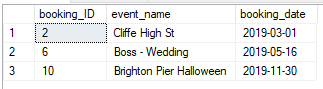 booking_ID event_name booking_date
1 2 Cliffe High St 2019-03-01
2 6 Boss - Wedding 2019-05-16
3 10 Brighton Pier Halloween 2019-11-30